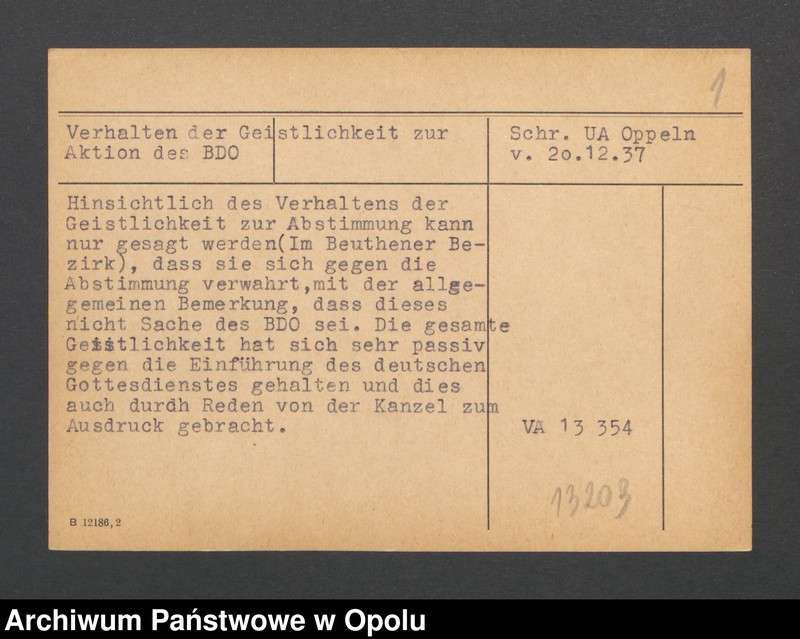 1
Verhalten der Geistlichkeit zur
Aktion des BDO
Schr. UA Oppeln
v. 2o.12.37
Hinsichtlich des Verhaltens der
Geistlichkeit zur Abstimmung kann
nur gesagt werden(Im Beuthener Be-
zirk), dass sie sich gegen die
Abstimmung verwahrt,mit der allge-
gemeinen Bemerkung, dass dieses
nicht Sache des BDO sei. Die gesamte
Geistlichkeit hat sich sehr passiv
gegen die Einführung des deutschen
Gottesdienstes gehalten und dies
auch durdh Reden von der Kanzel zum
Ausdruck gebracht.
VA 13 354
13203
B 12186, 2
Archiwum Państwowe w Opolu